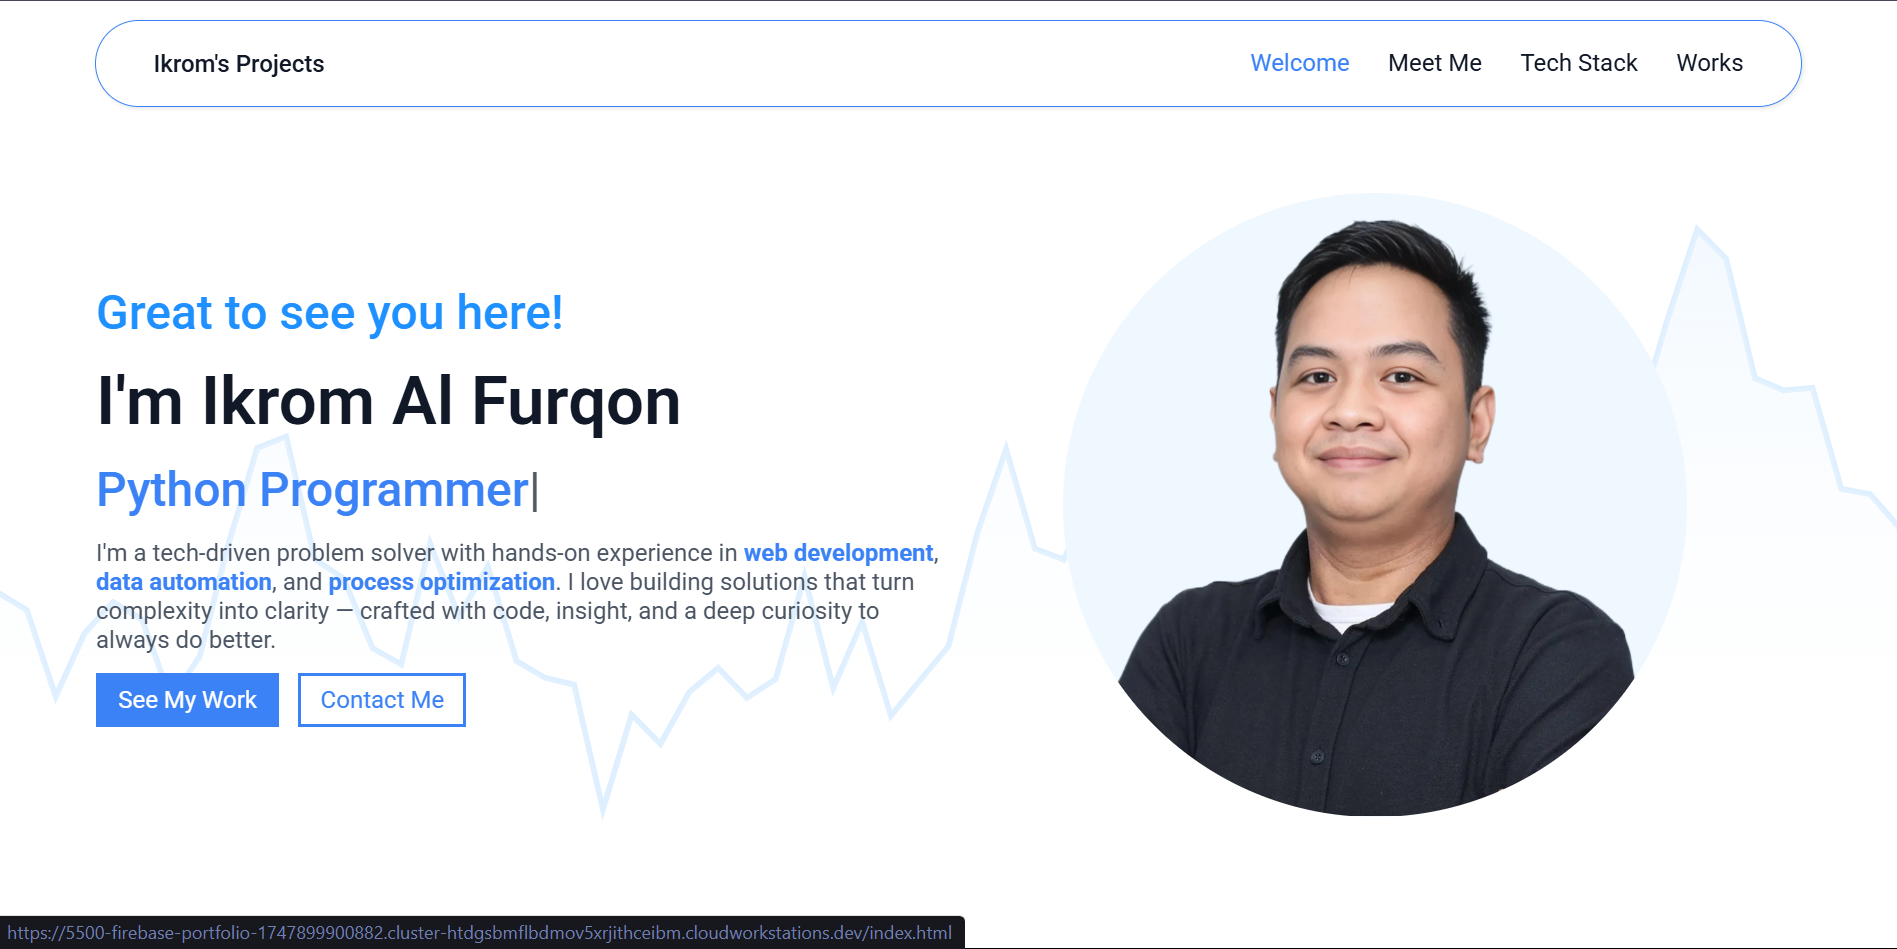 Ikrom's Projects
Welcome Meet Me Tech Stack Works
Great to see you here!
I'm Ikrom Al Furqon
Python Programmer|
I'm a tech-driven problem solver with hands-on experience in web development,
data automation, and process optimization. I love building solutions that turn
complexity into clarity — crafted with code, insight, and a deep curiosity to
always do better.
See My Work
Contact Me
https://5500-firebase-portfolio-1747899900882.cluster-htdgsbmflbdmov5xrjithceibm.cloudworkstations.dev/index.html